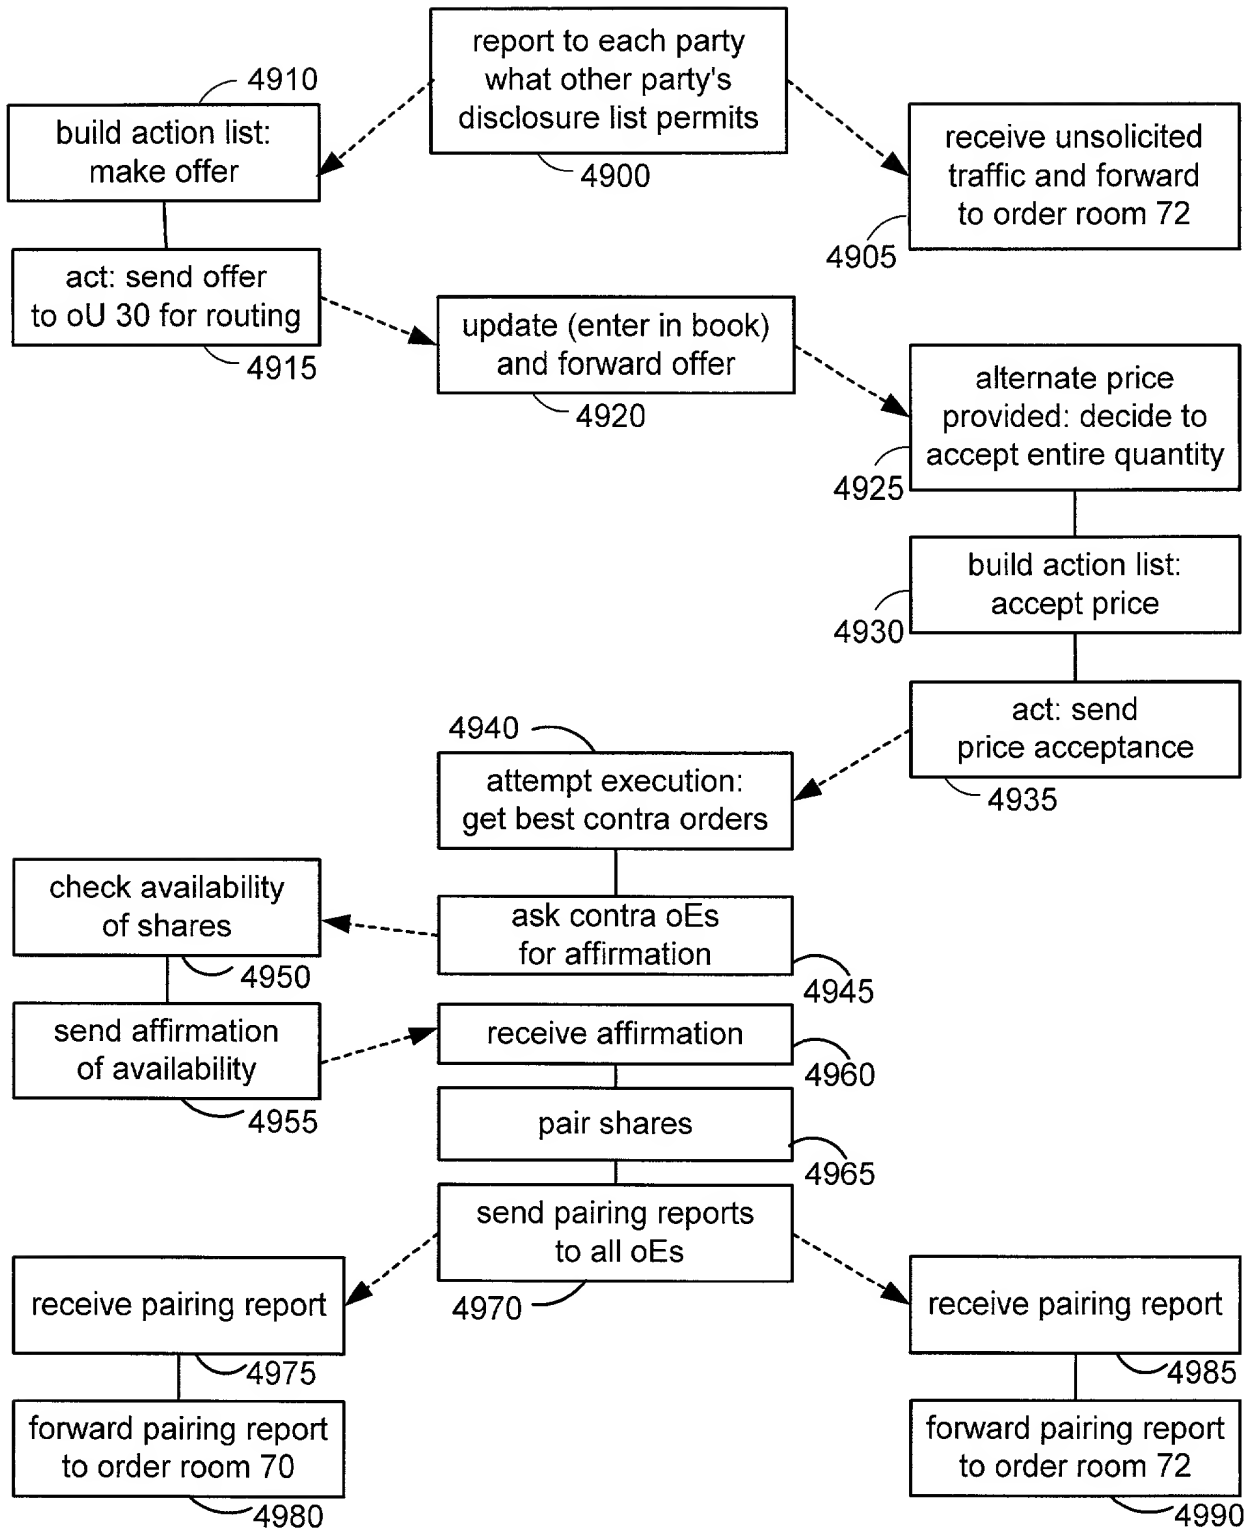 report to each party
what other party's
disclosure list permits
4900
4910
build action list:
make offer
receive unsolicited
traffic and forward
to order room 72
4905
act: send offer
to oU 30 for routing
4915
update (enter in book)
and forward offer
4920
alternate price
provided: decide to
accept entire quantity
4925
build action list:
accept price
4930
act: send
price acceptance
4935
4940
attempt execution:
get best contra orders
ask contra oEs
for affirmation
4945
check availability
of shares
4950
send affirmation
of availability
4955
receive affirmation
4960
pair shares
4965
send pairing reports
to all oEs
4970
receive pairing report
4975
forward pairing report
to order room 70
4980
receive pairing report
4985
forward pairing report
to order room 72
4990